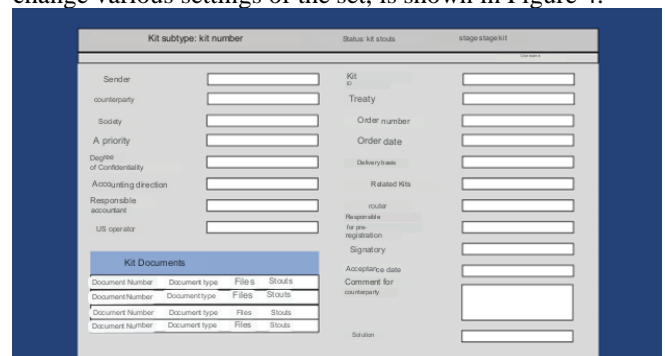 change various settings of the set, is shown in Figure 4.
Kit subtype: kit number
Status: kit stouts
stage stage kit
Use name
Sender
counterparty
Society
A priority
Degree
of Confidentiality
Accounting direction
Responsible
accountant
US operator
Kit
ID
Treaty
Order number
Order date
Delivery basis
Related Kits
router
Responsible
for pre-
registration
Signatory
Acceptance date
Comment for
counterparty
Solution
Kit Documents
Document Number Document type Files Stouts
Document Number Document type Files Stouts
Document Number Document type Files Stouts
Document Number Document type Files Stouts